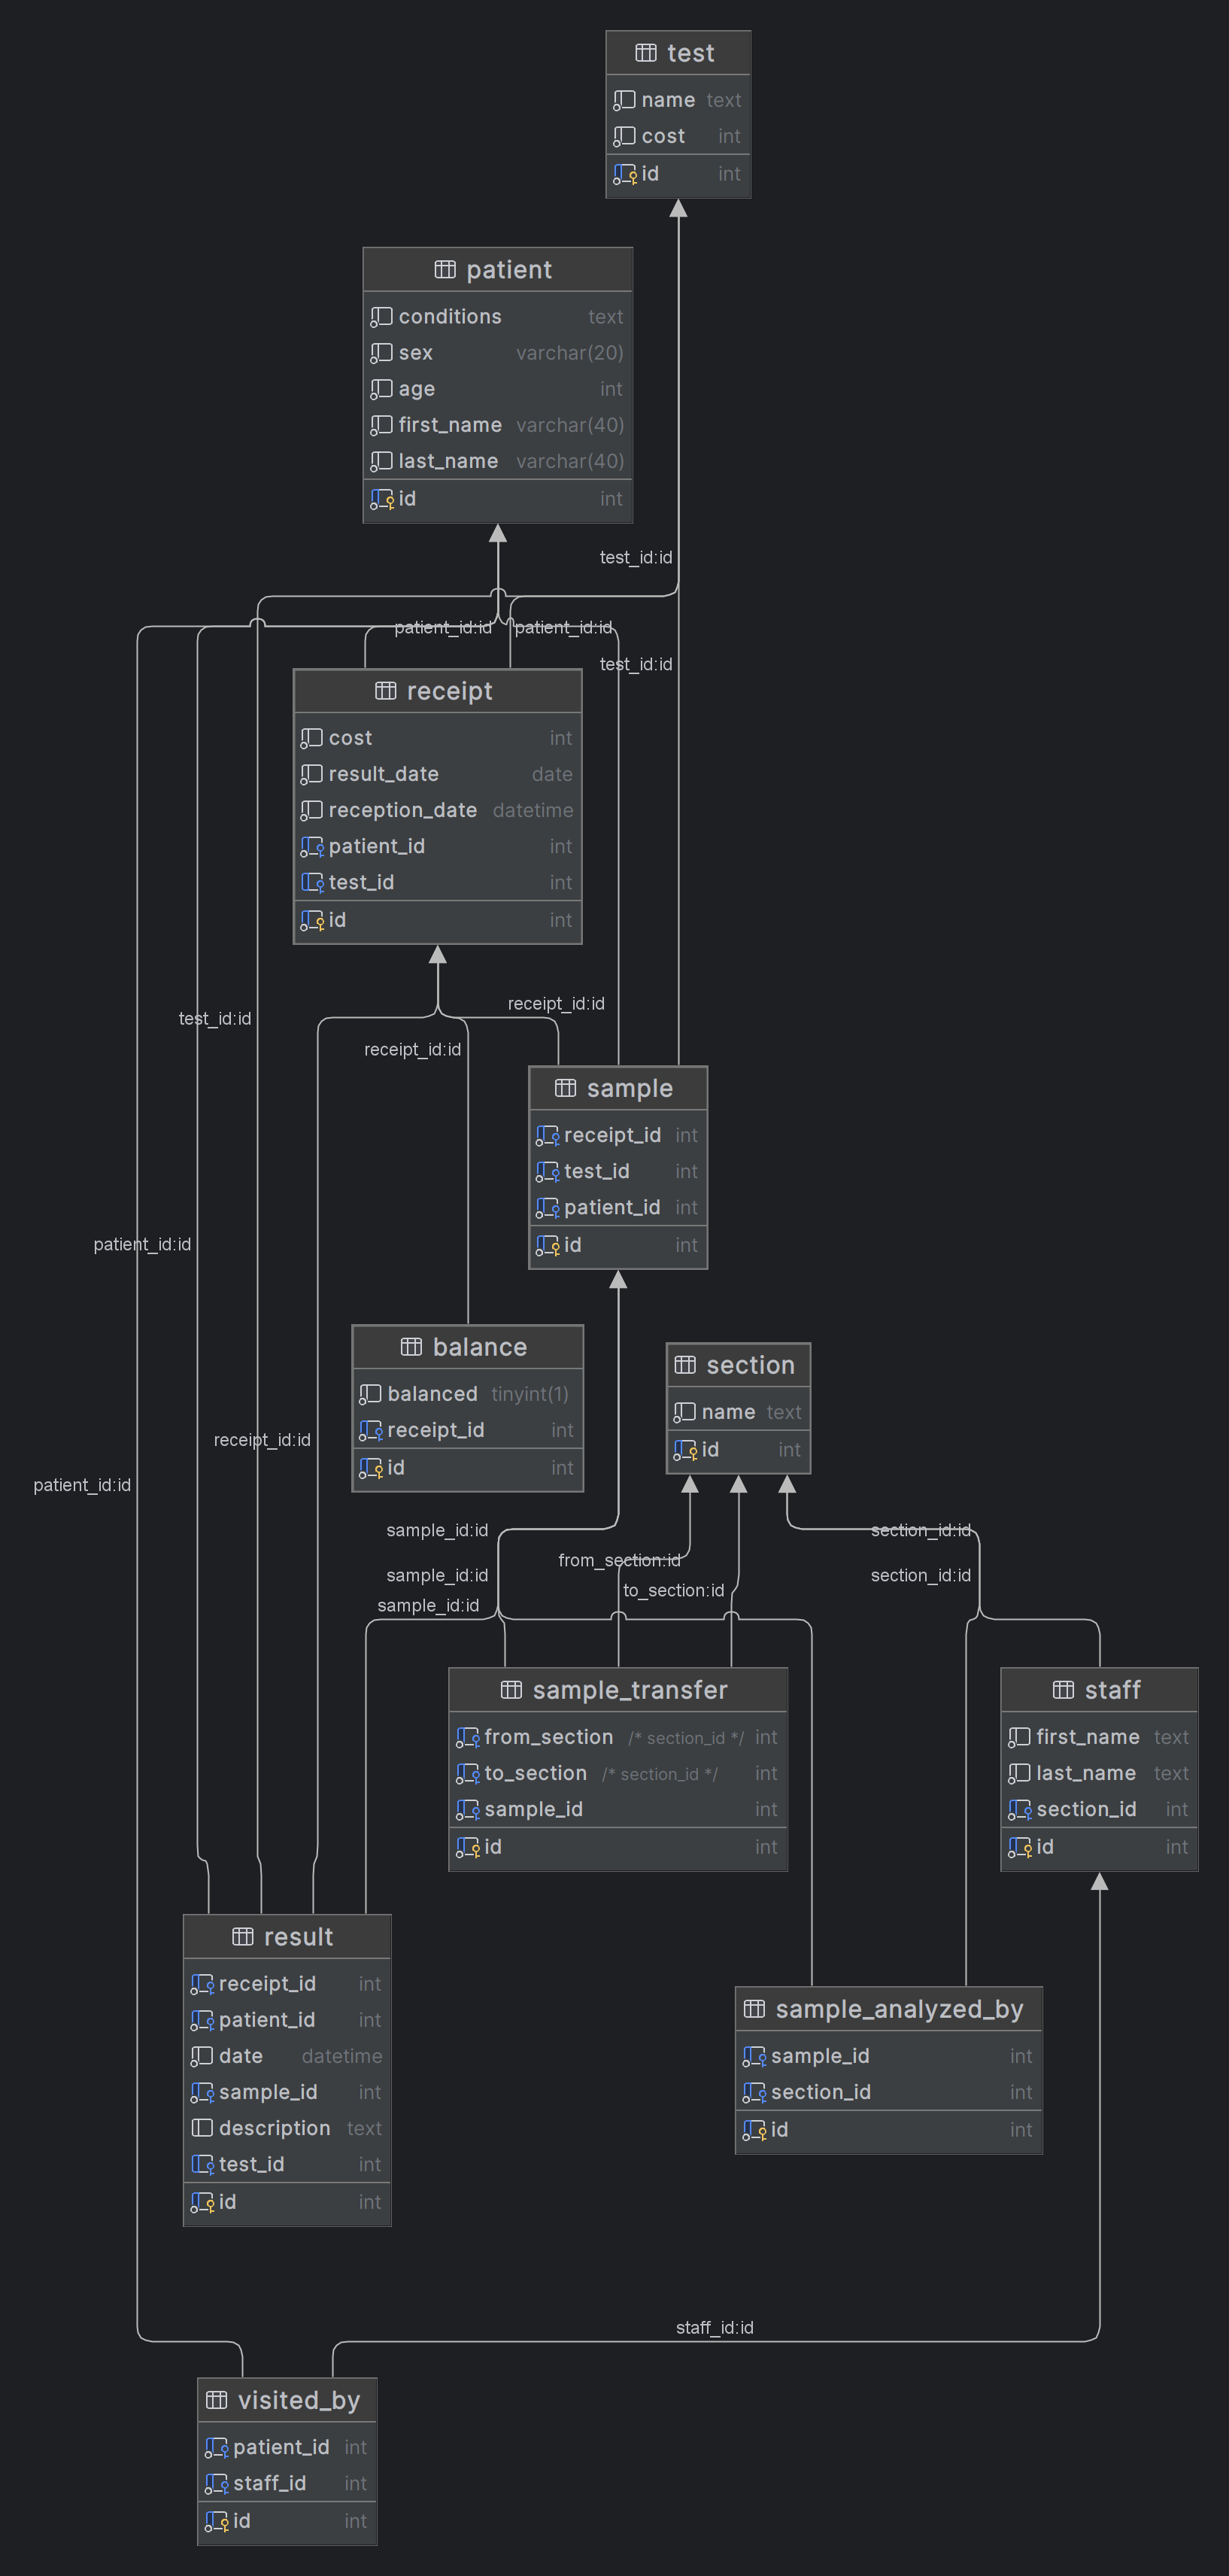 test
name text
cost int
id int
patient
conditions text
sex varchar(20)
age int
first_name varchar(40)
last_name varchar(40)
id int
test_id:id
patient_id:id
patient_id:id
test_id:id
receipt
cost int
result_date date
reception_date datetime
patient_id int
test_id int
id int
receipt_id:id
test_id:id
receipt_id:id
sample
receipt_id int
test_id int
patient_id int
id int
patient_id:id
balance
balanced tinyint(1)
receipt_id int
id int
section
name text
id int
receipt_id:id
patient_id:id
sample_id:id
section_id:id
from_section:id
sample_id:id
section_id:id
to_section:id
sample_id:id
sample_transfer
from_section /* section_id */ int
to_section /* section_id */ int
sample_id int
id int
staff
first_name text
last_name text
section_id int
id int
result
receipt_id int
patient_id int
date datetime
sample_id int
description text
test_id int
id int
sample_analyzed_by
sample_id int
section_id int
id int
staff_id:id
visited_by
patient_id int
staff_id int
id int